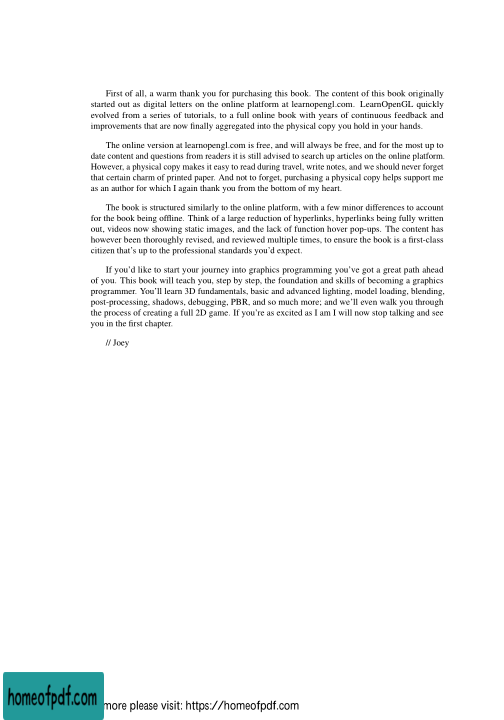 First of all, a warm thank you for purchasing this book. The content of this book originally
started out as digital letters on the online platform at learnopengl.com. LearnOpenGL quickly
evolved from a series of tutorials, to a full online book with years of continuous feedback and
improvements that are now finally aggregated into the physical copy you hold in your hands.
The online version at learnopengl.com is free, and will always be free, and for the most up to
date content and questions from readers it is still advised to search up articles on the online platform.
However, a physical copy makes it easy to read during travel, write notes, and we should never forget
that certain charm of printed paper. And not to forget, purchasing a physical copy helps support me
as an author for which I again thank you from the bottom of my heart.
The book is structured similarly to the online platform, with a few minor differences to account
for the book being offline. Think of a large reduction of hyperlinks, hyperlinks being fully written
out, videos now showing static images, and the lack of function hover pop-ups. The content has
however been thoroughly revised, and reviewed multiple times, to ensure the book is a first-class
citizen that's up to the professional standards you'd expect.
If you'd like to start your journey into graphics programming you've got a great path ahead
of you. This book will teach you, step by step, the foundation and skills of becoming a graphics
programmer. You'll learn 3D fundamentals, basic and advanced lighting, model loading, blending,
post-processing, shadows, debugging, PBR, and so much more; and we'll even walk you through
the process of creating a full 2D game. If you're as excited as I am I will now stop talking and see
you in the first chapter.
// Joey
homeofpdf.com more please visit: https://homeofpdf.com